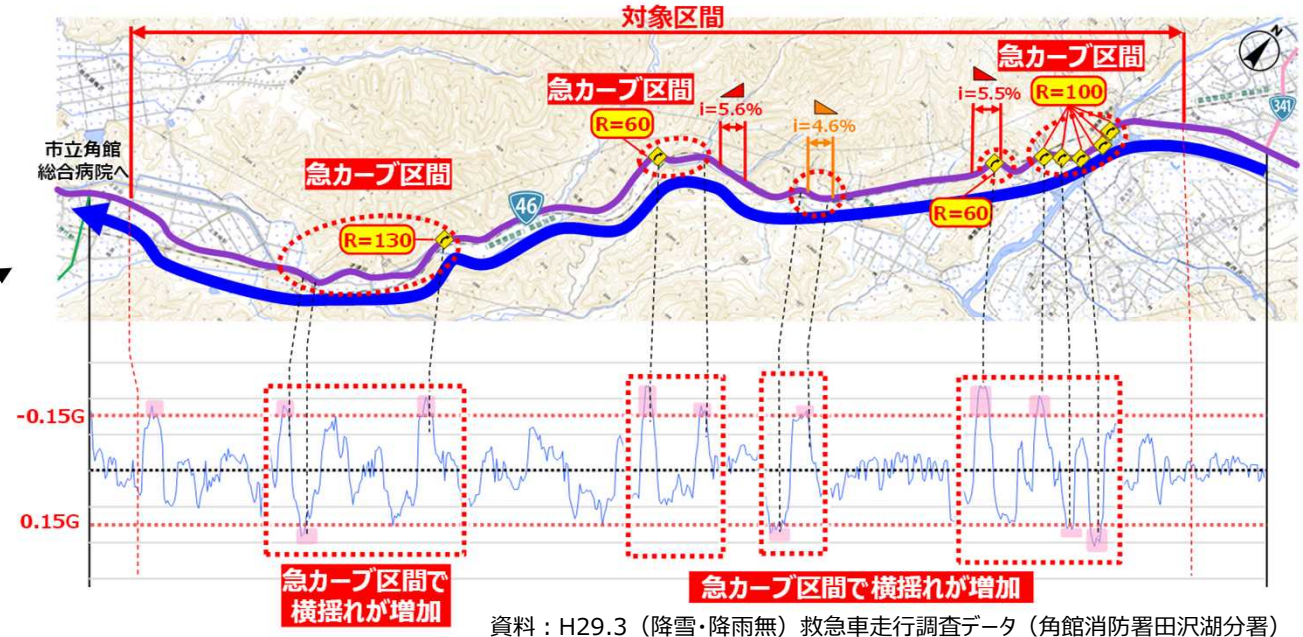 対象区間
N
急カーブ区間
急カーブ区間
i=5.6%
i=5.5%
R=100
R=60
i=4.6%
341
市立角館
総合病院へ
急カーブ区間
46
R=130
R=60
-0.15G
0.15G
急カーブ区間で
横揺れが増加
急カーブ区間で横揺れが増加
資料：H29.3（降雪・降雨無）救急車走行調査データ（角館消防署田沢湖分署）